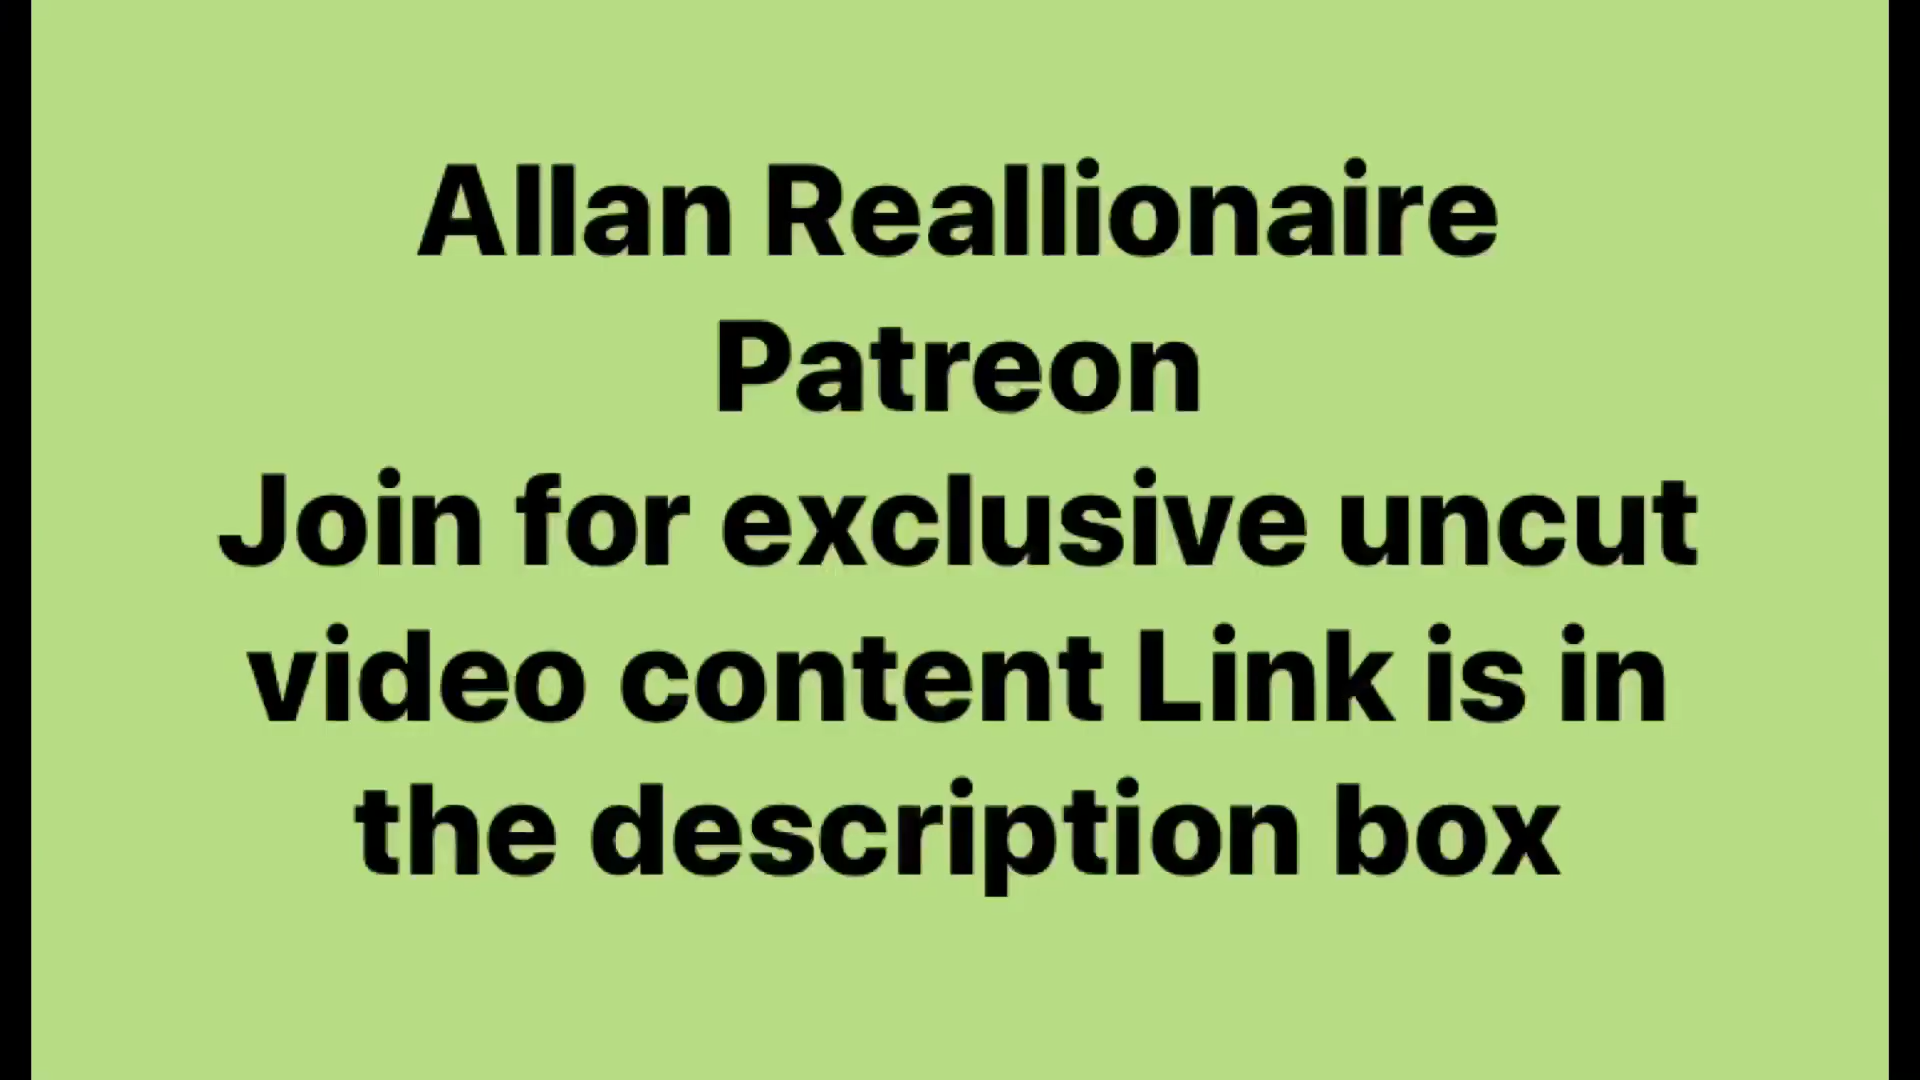 Allan Reallionaire
Patreon
Join for exclusive uncut
video content Link is in
the description box